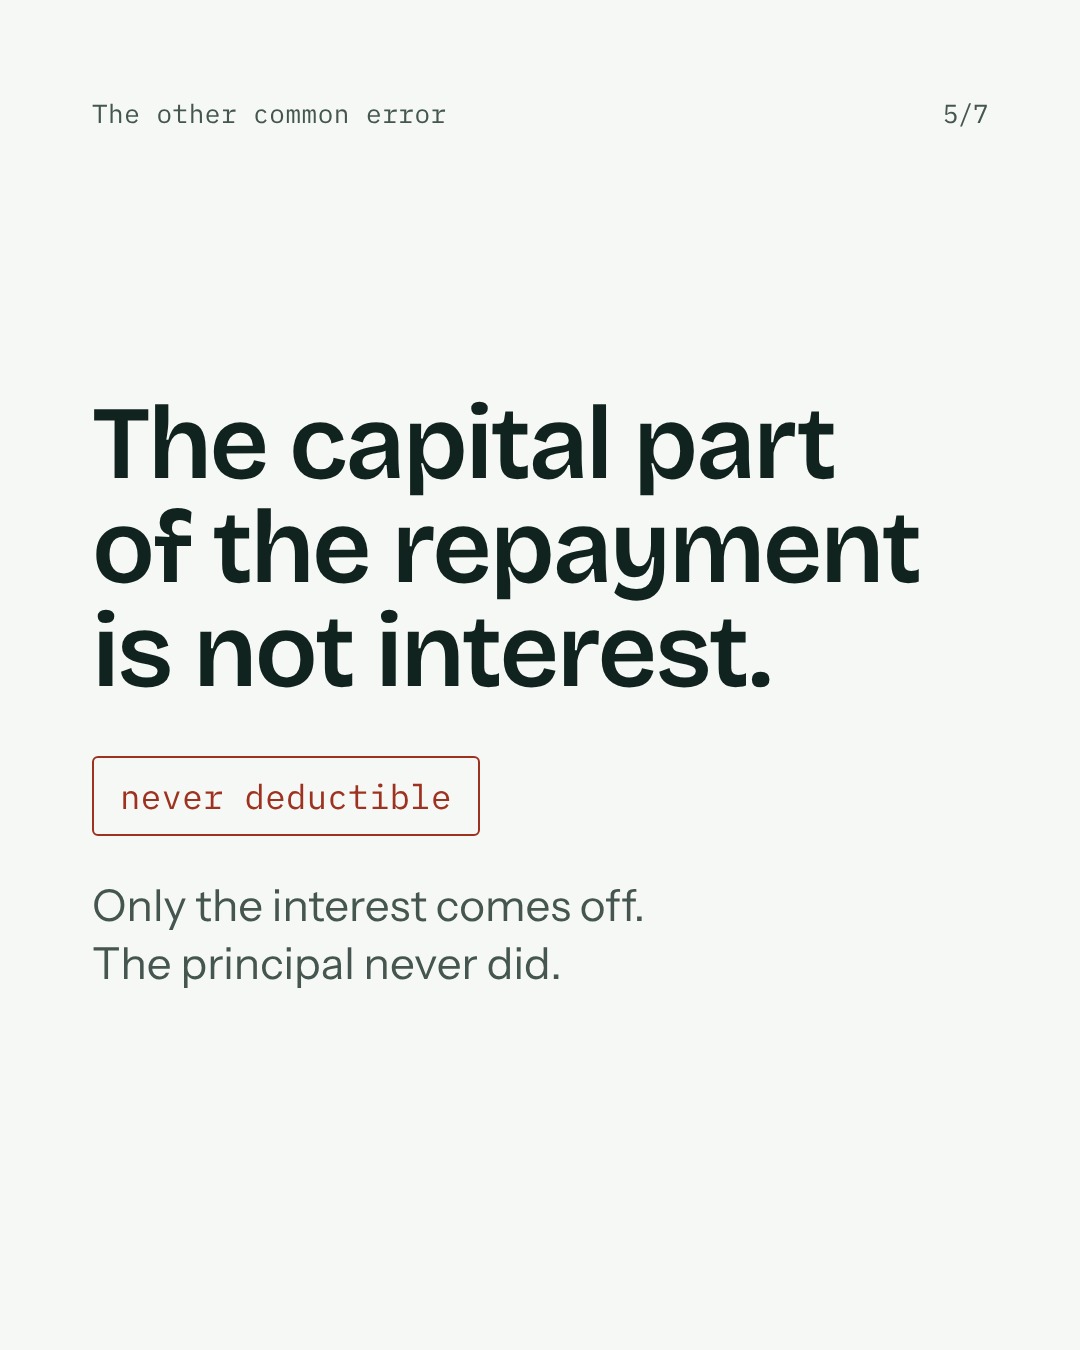 The other common error
5/7
The capital part
of the repayment
is not interest.
never deductible
Only the interest comes off.
The principal never did.